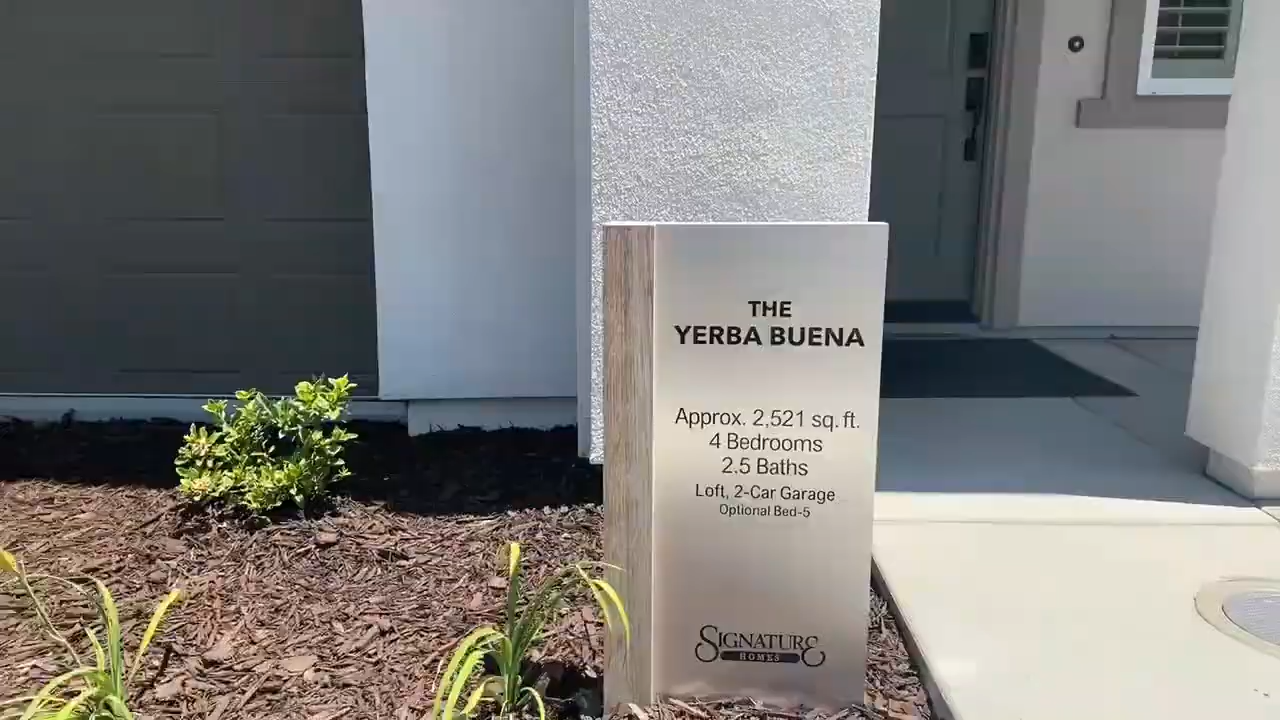 THE
YERBA BUENA
Approx. 2,521 sq. ft.
4 Bedrooms
2.5 Baths
Loft, 2-Car Garage
Optional Bed-5
SIGNATURE
HOMES